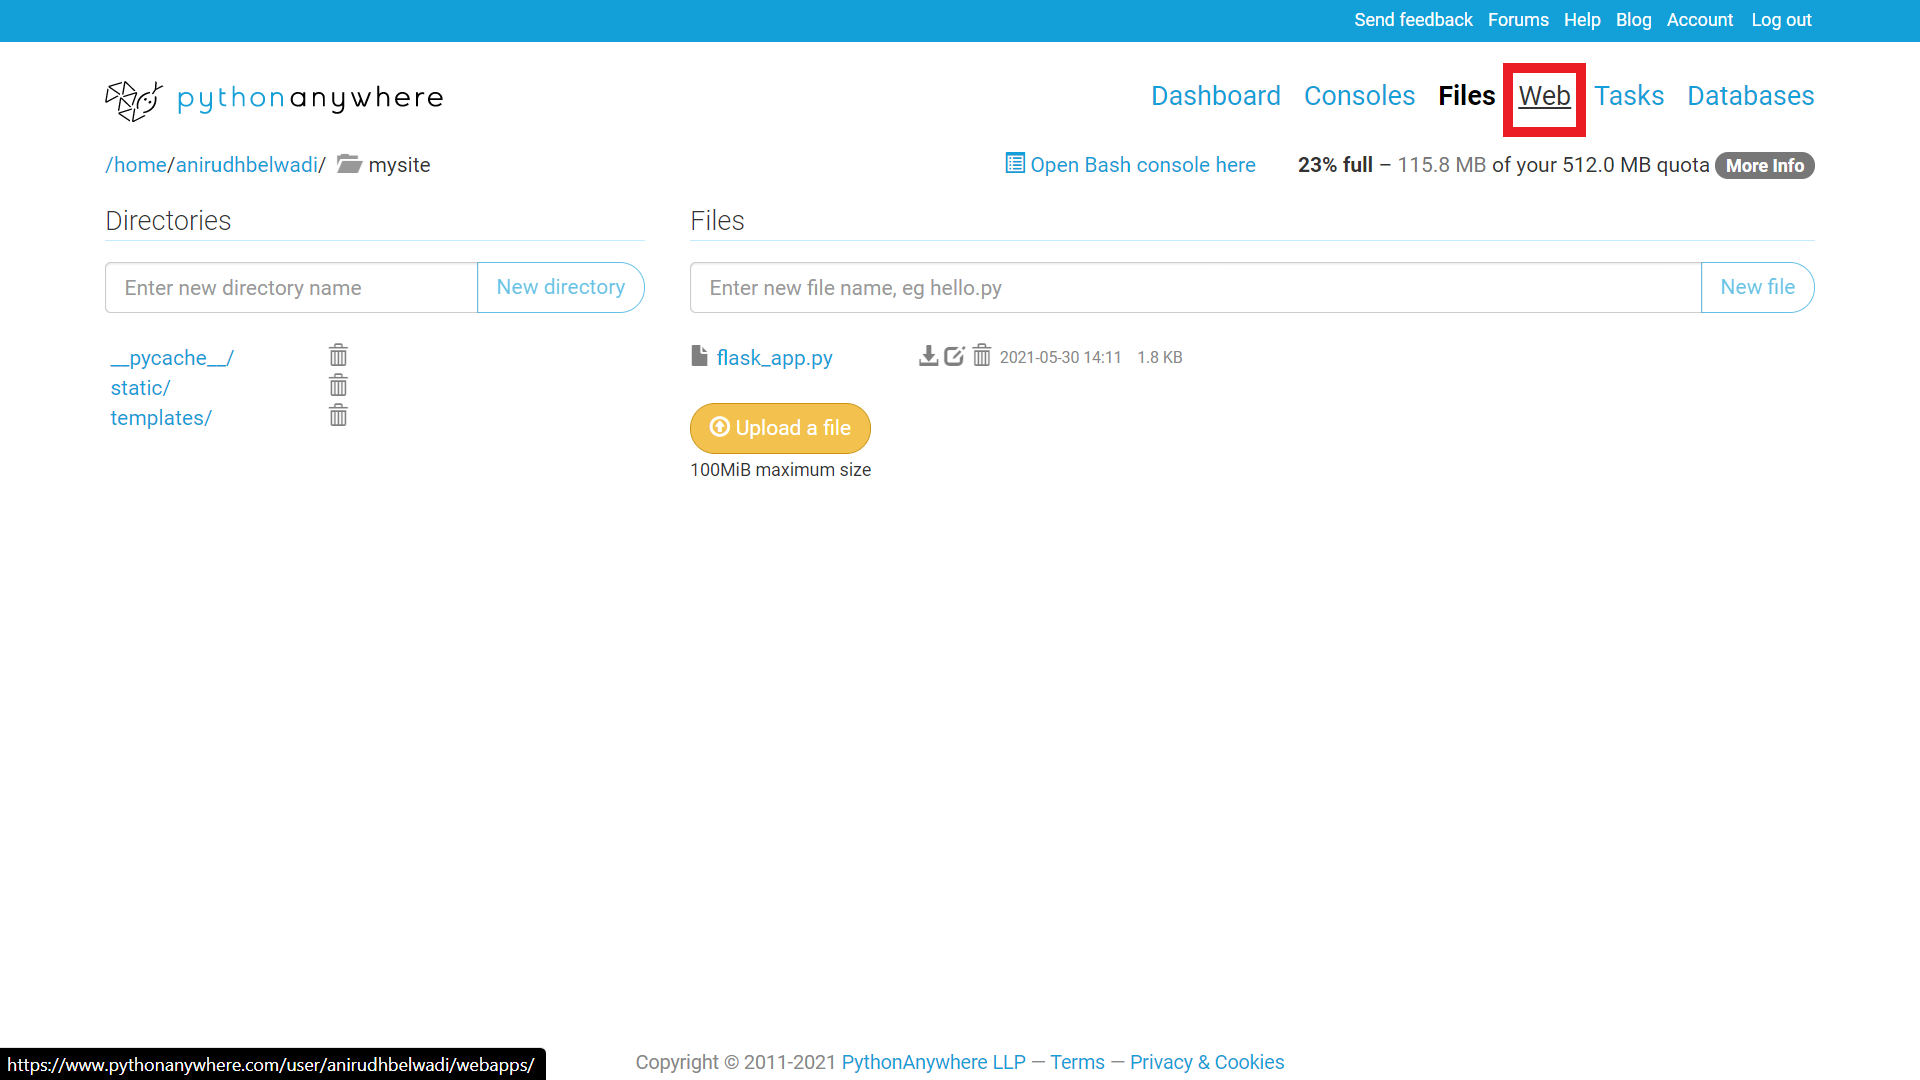 Send feedback Forums Help Blog Account Log out
pythonanywhere
Dashboard Consoles Files Web Tasks Databases
/home/anirudhbelwadi/ mysite
Open Bash console here 23% full – 115.8 MB of your 512.0 MB quota More Info
Directories
Enter new directory name New directory
__pycache__/
static/
templates/
Files
Enter new file name, eg hello.py New file
flask_app.py 2021-05-30 14:11 1.8 KB
Upload a file
100MiB maximum size
https://www.pythonanywhere.com/user/anirudhbelwadi/webapps/
Copyright © 2011-2021 PythonAnywhere LLP — Terms — Privacy & Cookies